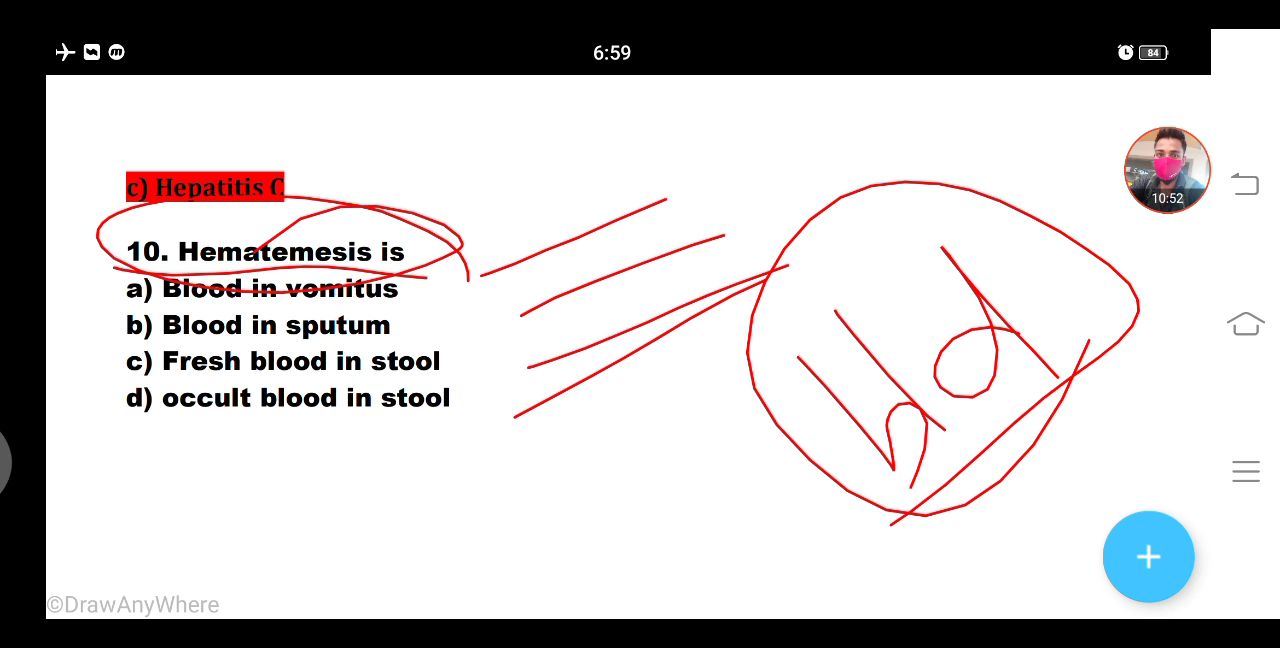 6:59
84
10:52
c) Hepatitis C
10. Hematemesis is
a) Blood in vomitus
b) Blood in sputum
c) Fresh blood in stool
d) occult blood in stool
©DrawAnyWhere